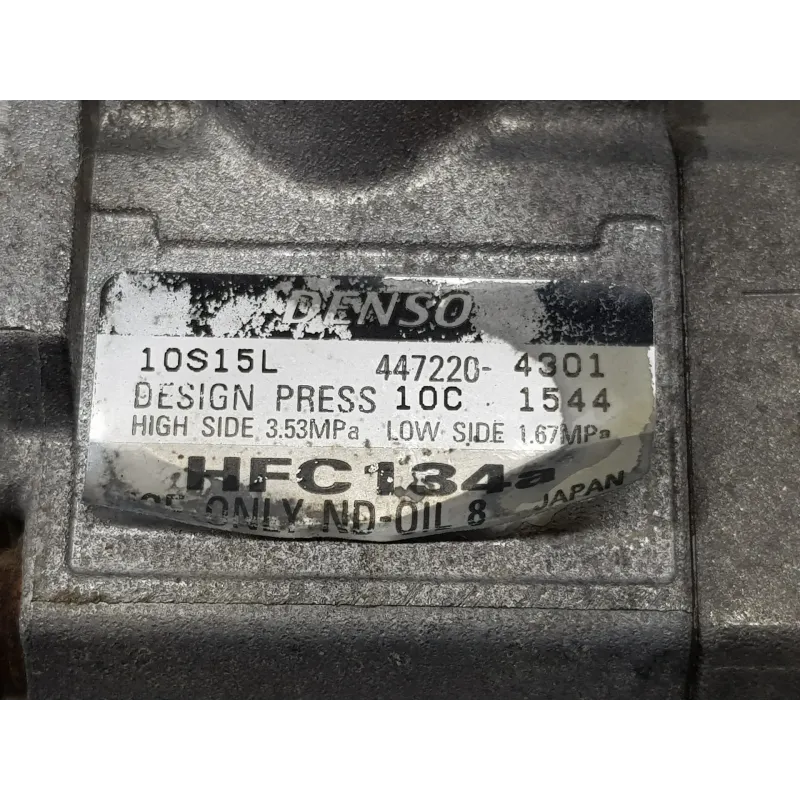 DENSO
10S15L 447220-4301
DESIGN PRESS 10C 1544
HIGH SIDE 3.53MPa LOW SIDE 1.67MPa
HFC134a
ONLY ND-OIL 8 JAPAN